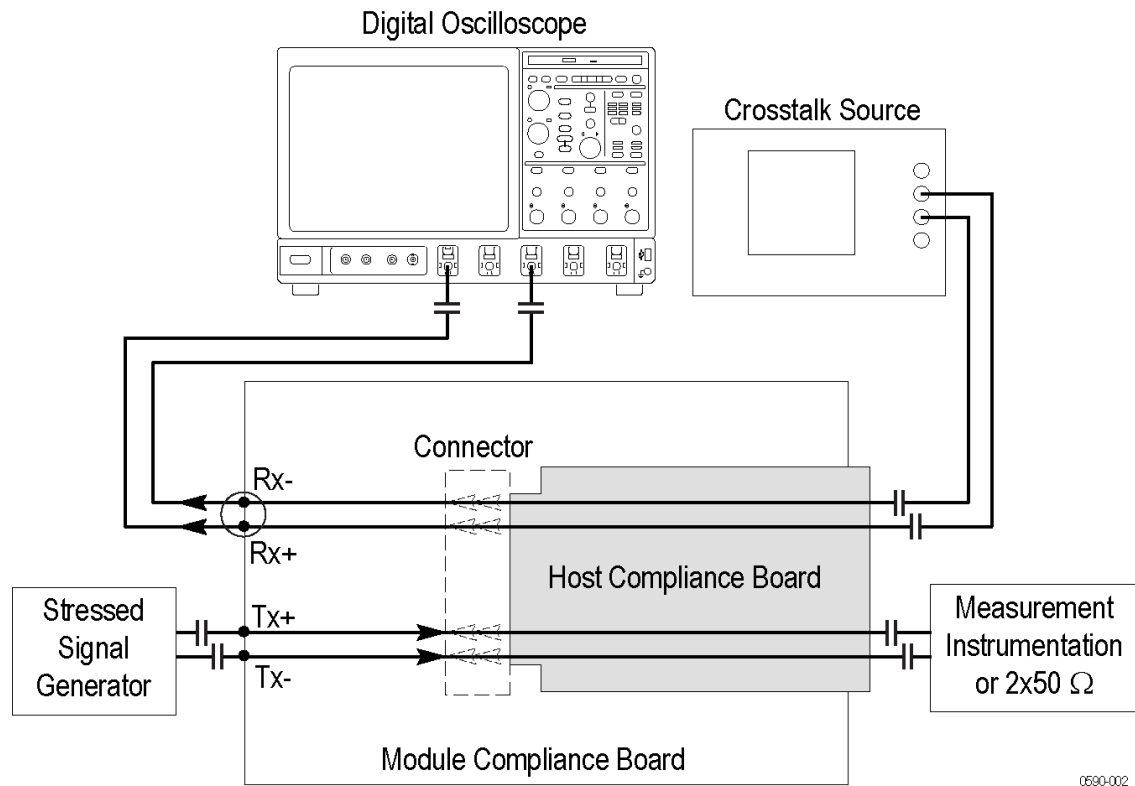 Digital Oscilloscope
Crosstalk Source
Connector
Rx-
Rx+
Host Compliance Board
Stressed
Signal
Generator
Tx+
Tx-
Measurement
Instrumentation
or 2x50 Ω
Module Compliance Board
0590-002